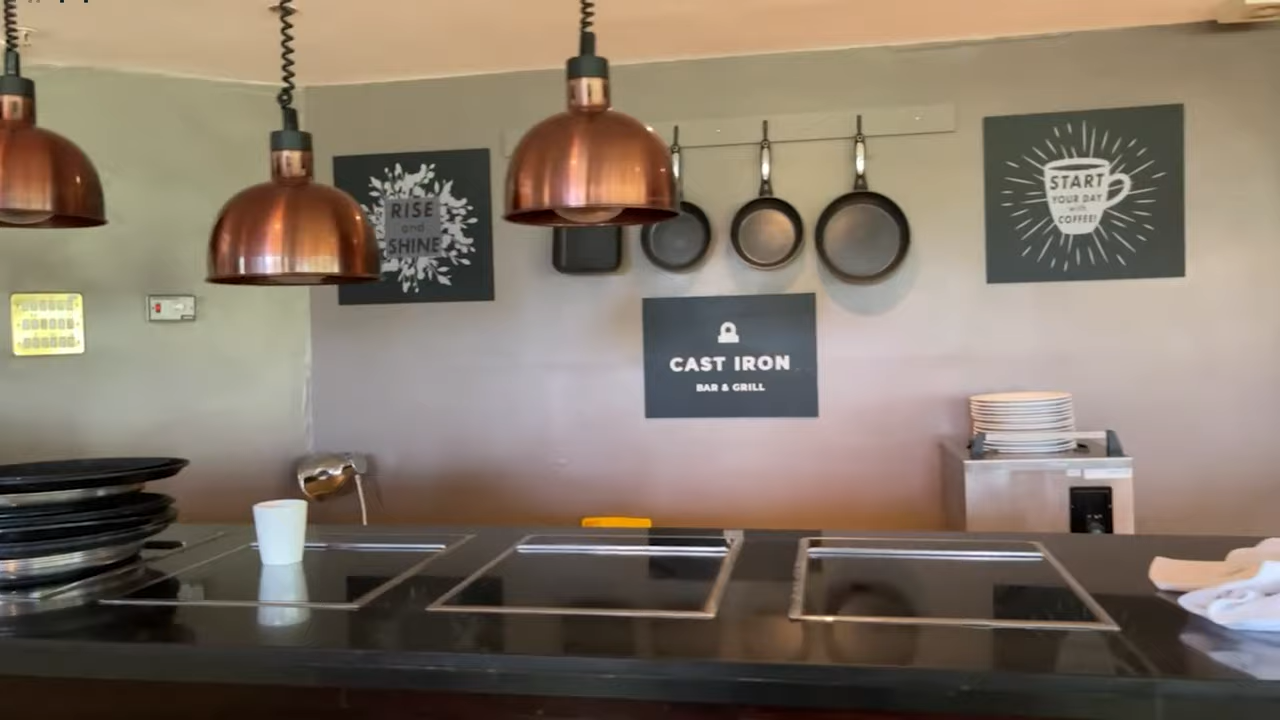 RISE
and
SHINE
START
YOUR DAY
with
COFFEE!
CAST IRON
BAR & GRILL